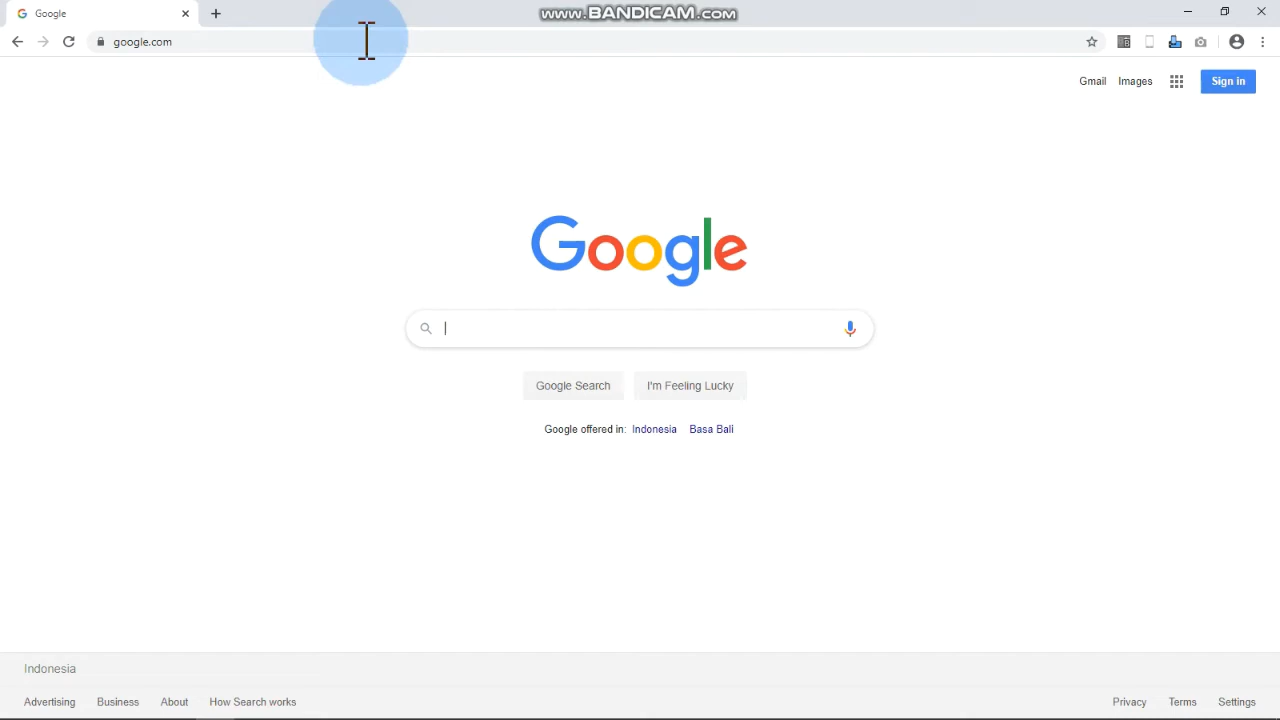 Google
www.BANDICAM.com
google.com
Gmail Images Sign in
Google
Google Search I'm Feeling Lucky
Google offered in: Indonesia Basa Bali
Indonesia
Advertising Business About How Search works Privacy Terms Settings